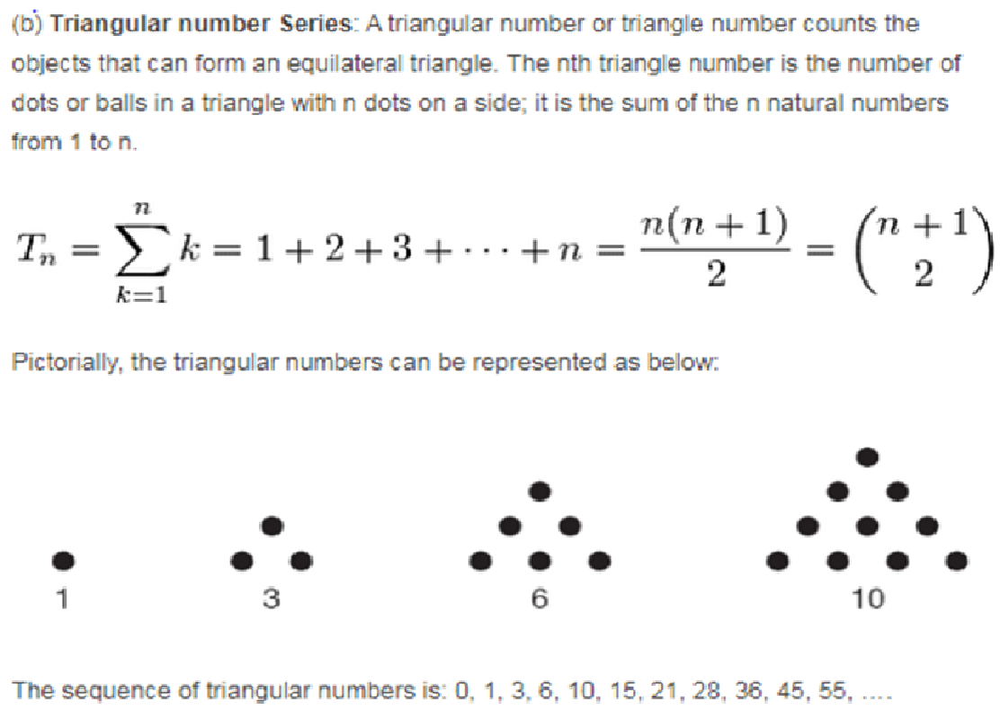 (b) Triangular number Series: A triangular number or triangle number counts the
objects that can form an equilateral triangle. The nth triangle number is the number of
dots or balls in a triangle with n dots on a side; it is the sum of the n natural numbers
from 1 to n.
T_n = \sum_{k=1}^{n} k = 1 + 2 + 3 + \cdots + n = \frac{n(n+1)}{2} = \binom{n+1}{2}
Pictorially, the triangular numbers can be represented as below:
1 3 6 10
The sequence of triangular numbers is: 0, 1, 3, 6, 10, 15, 21, 28, 36, 45, 55, ....